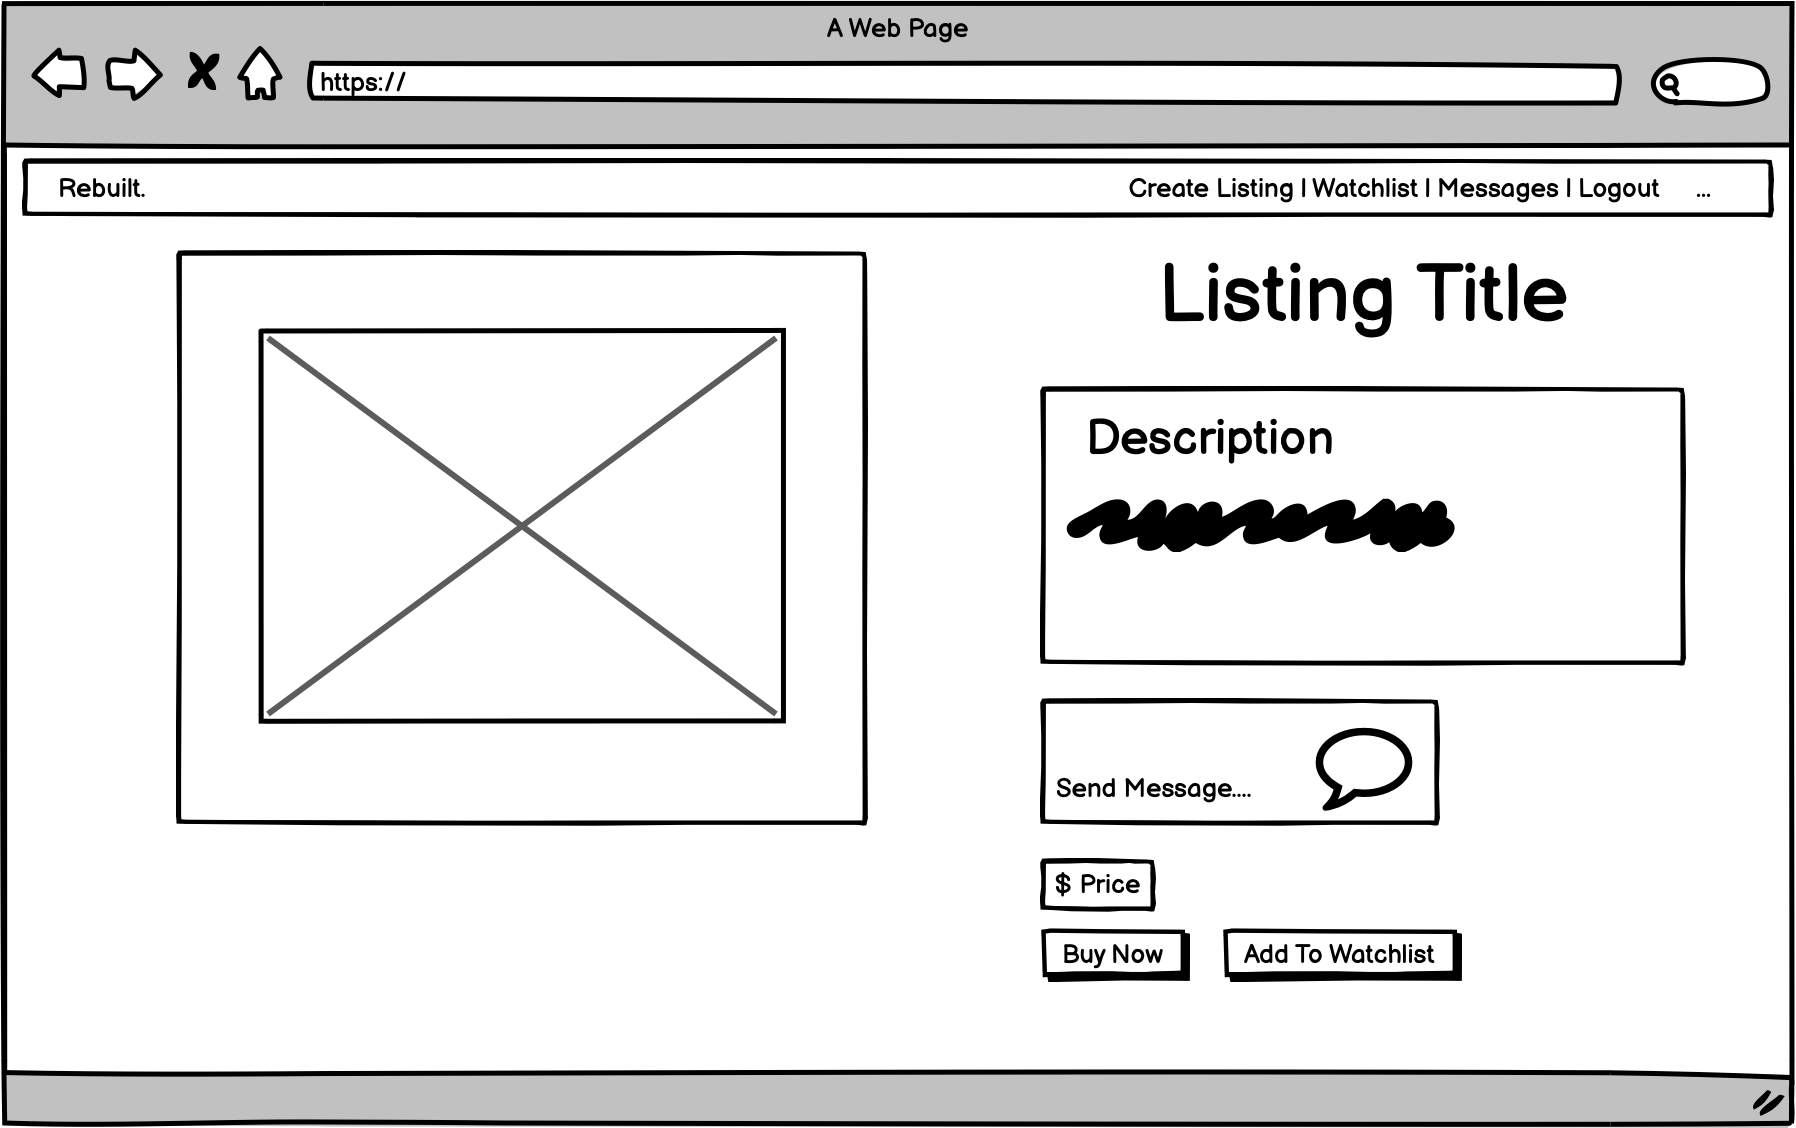 A Web Page
https://
Rebuilt.
Create Listing | Watchlist | Messages | Logout ...
Listing Title
Description
Send Message....
$ Price
Buy Now
Add To Watchlist